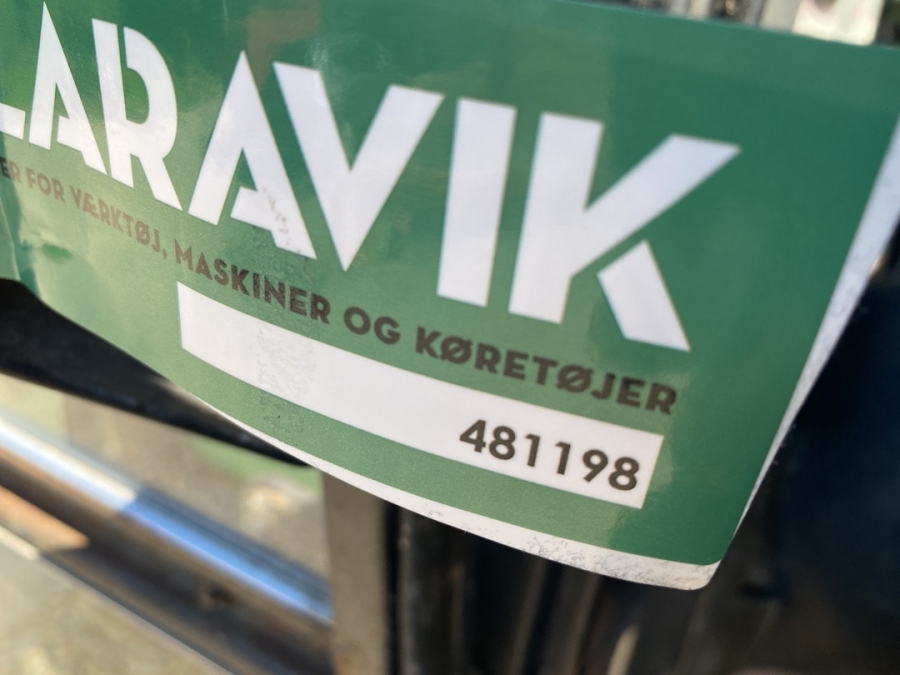 LARAVIK
ER FOR VÆRKTØJ, MASKINER OG KØRETØJER
481198